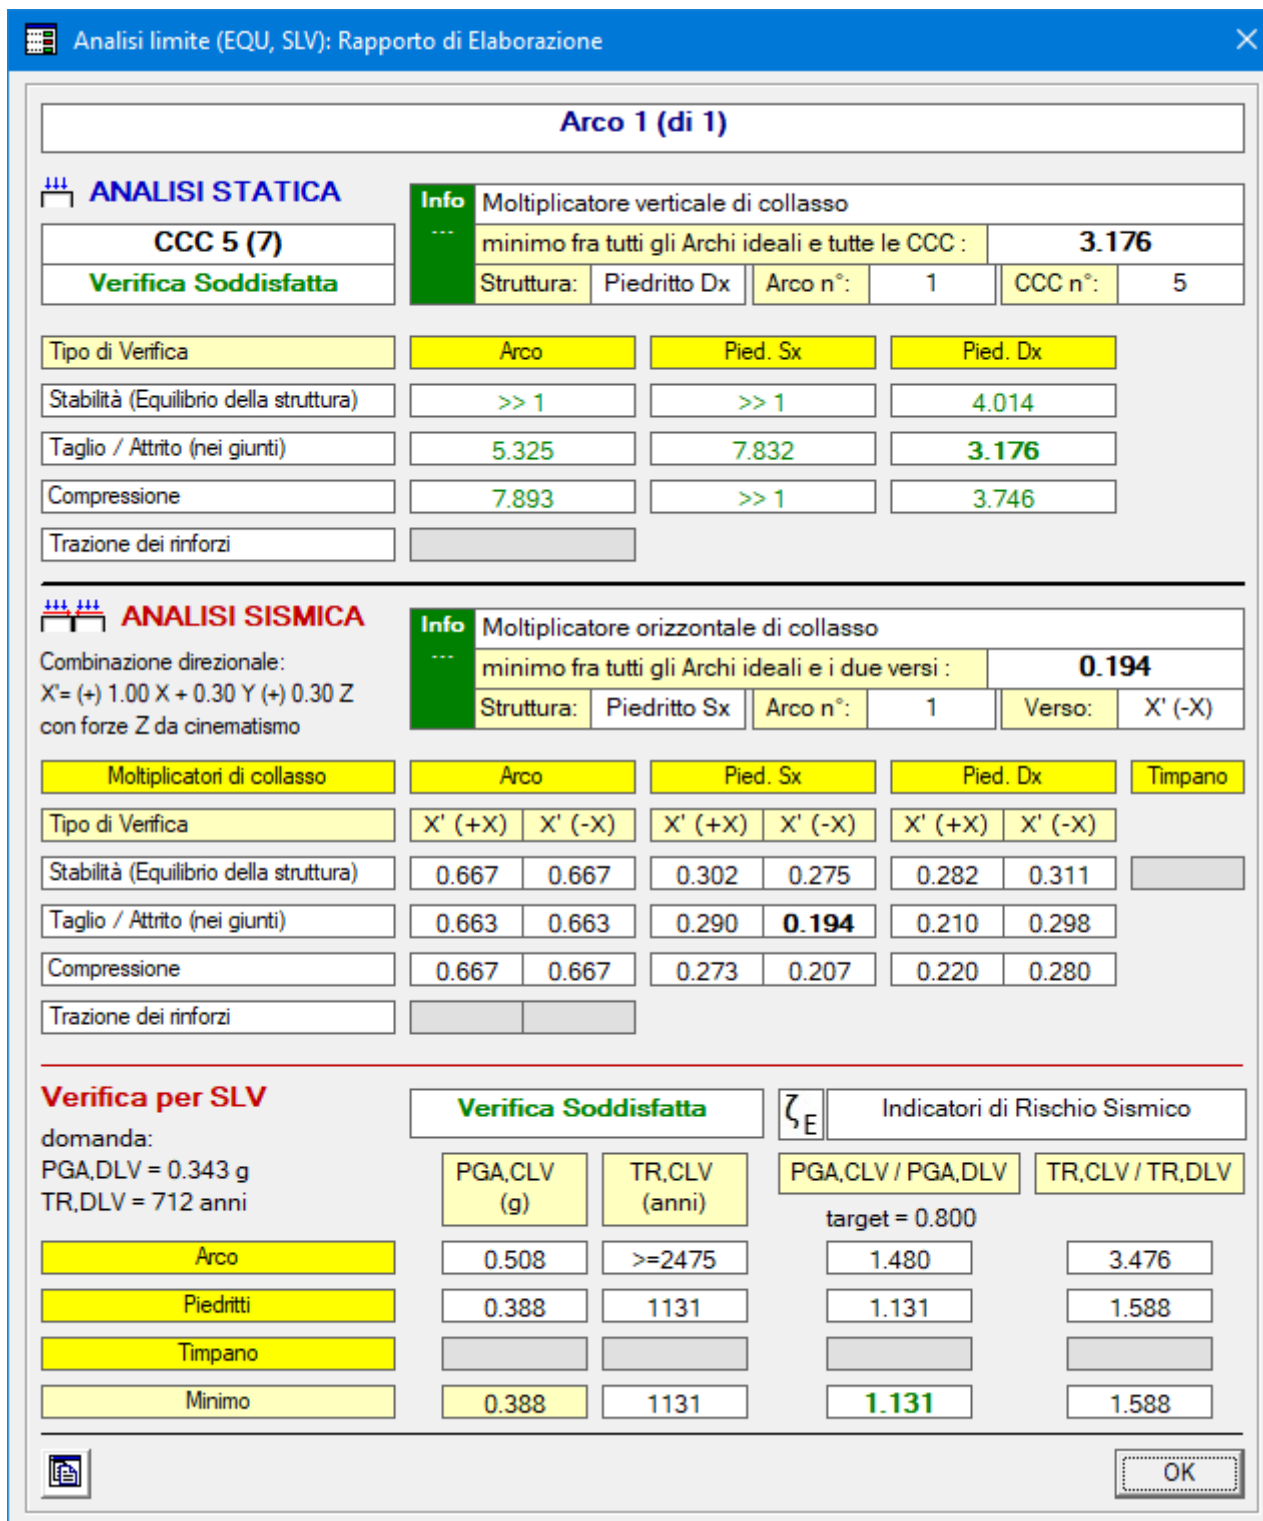 Analisi limite (EQU, SLV): Rapporto di Elaborazione
Arco 1 (di 1)
ANALISI STATICA
CCC 5 (7)
Verifica Soddisfatta
Info
...
Moltiplicatore verticale di collasso
minimo fra tutti gli Archi ideali e tutte le CCC : 3.176
Struttura: Piedritto Dx Arco n°: 1 CCC n°: 5
Tipo di Verifica Arco Pied. Sx Pied. Dx
Stabilità (Equilibrio della struttura) >> 1 >> 1 4.014
Taglio / Attrito (nei giunti) 5.325 7.832 3.176
Compressione 7.893 >> 1 3.746
Trazione dei rinforzi
ANALISI SISMICA
Combinazione direzionale:
X'= (+) 1.00 X + 0.30 Y (+) 0.30 Z
con forze Z da cinematismo
Info
...
Moltiplicatore orizzontale di collasso
minimo fra tutti gli Archi ideali e i due versi : 0.194
Struttura: Piedritto Sx Arco n°: 1 Verso: X' (-X)
Moltiplicatori di collasso Arco Pied. Sx Pied. Dx Timpano
Tipo di Verifica X' (+X) X' (-X) X' (+X) X' (-X) X' (+X) X' (-X)
Stabilità (Equilibrio della struttura) 0.667 0.667 0.302 0.275 0.282 0.311
Taglio / Attrito (nei giunti) 0.663 0.663 0.290 0.194 0.210 0.298
Compressione 0.667 0.667 0.273 0.207 0.220 0.280
Trazione dei rinforzi
Verifica per SLV
domanda:
PGA,DLV = 0.343 g
TR,DLV = 712 anni
Verifica Soddisfatta
ζE Indicatori di Rischio Sismico
PGA,CLV (g) TR,CLV (anni) PGA,CLV / PGA,DLV TR,CLV / TR,DLV
target = 0.800
Arco 0.508 >=2475 1.480 3.476
Piedritti 0.388 1131 1.131 1.588
Timpano
Minimo 0.388 1131 1.131 1.588
OK